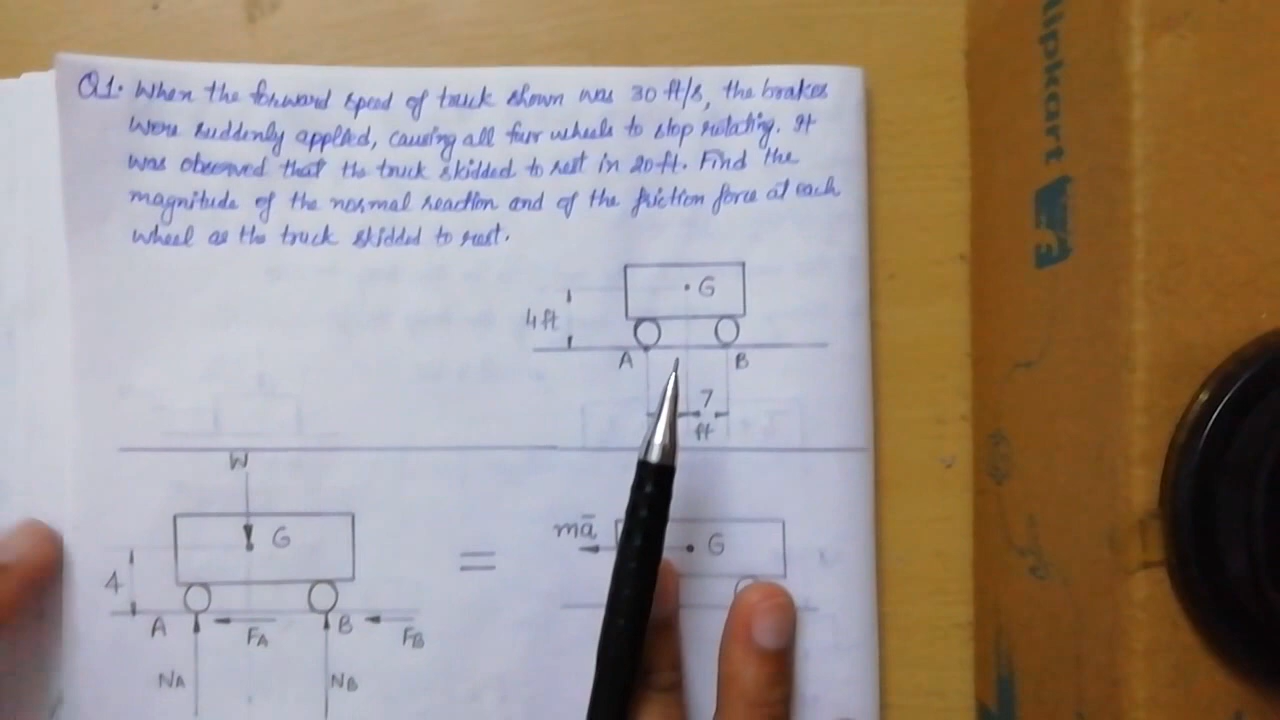 Q1. When the forward speed of truck shown was 30 ft/s, the brakes
were suddenly applied, causing all four wheels to stop rotating. It
was observed that the truck skidded to rest in 20 ft. Find the
magnitude of the normal reaction and of the friction force at each
wheel as the truck skidded to rest.
G
4ft
A B
7
ft
W
G
4
A
FA
B
FB
NA
NB
=
mā
G
lipkart